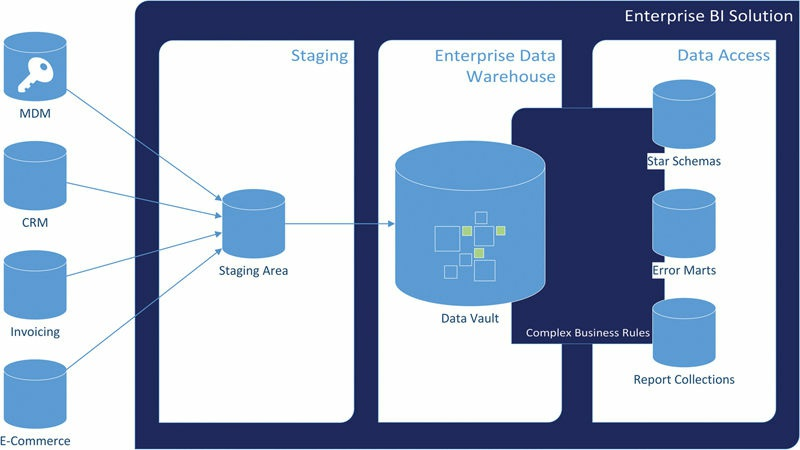 Enterprise BI Solution
Staging
Enterprise Data
Warehouse
Data Access
MDM
CRM
Invoicing
E-Commerce
Staging Area
Data Vault
Complex Business Rules
Star Schemas
Error Marts
Report Collections